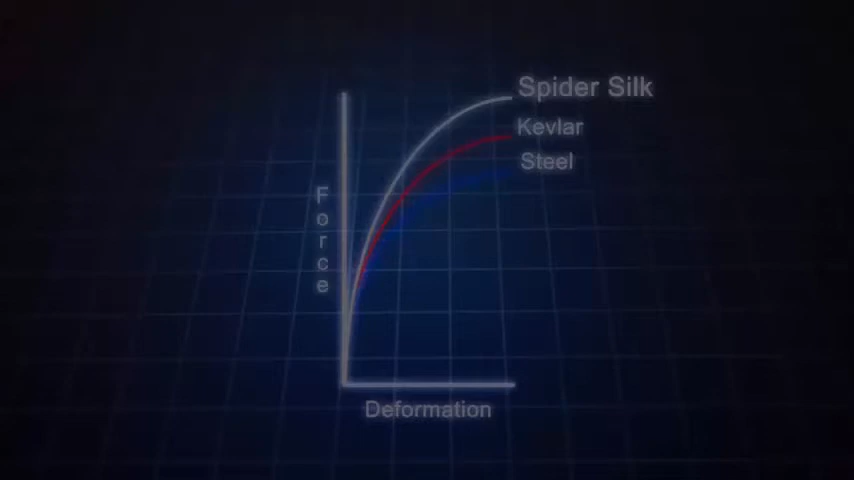 Spider Silk
Kevlar
Steel
Force
Deformation